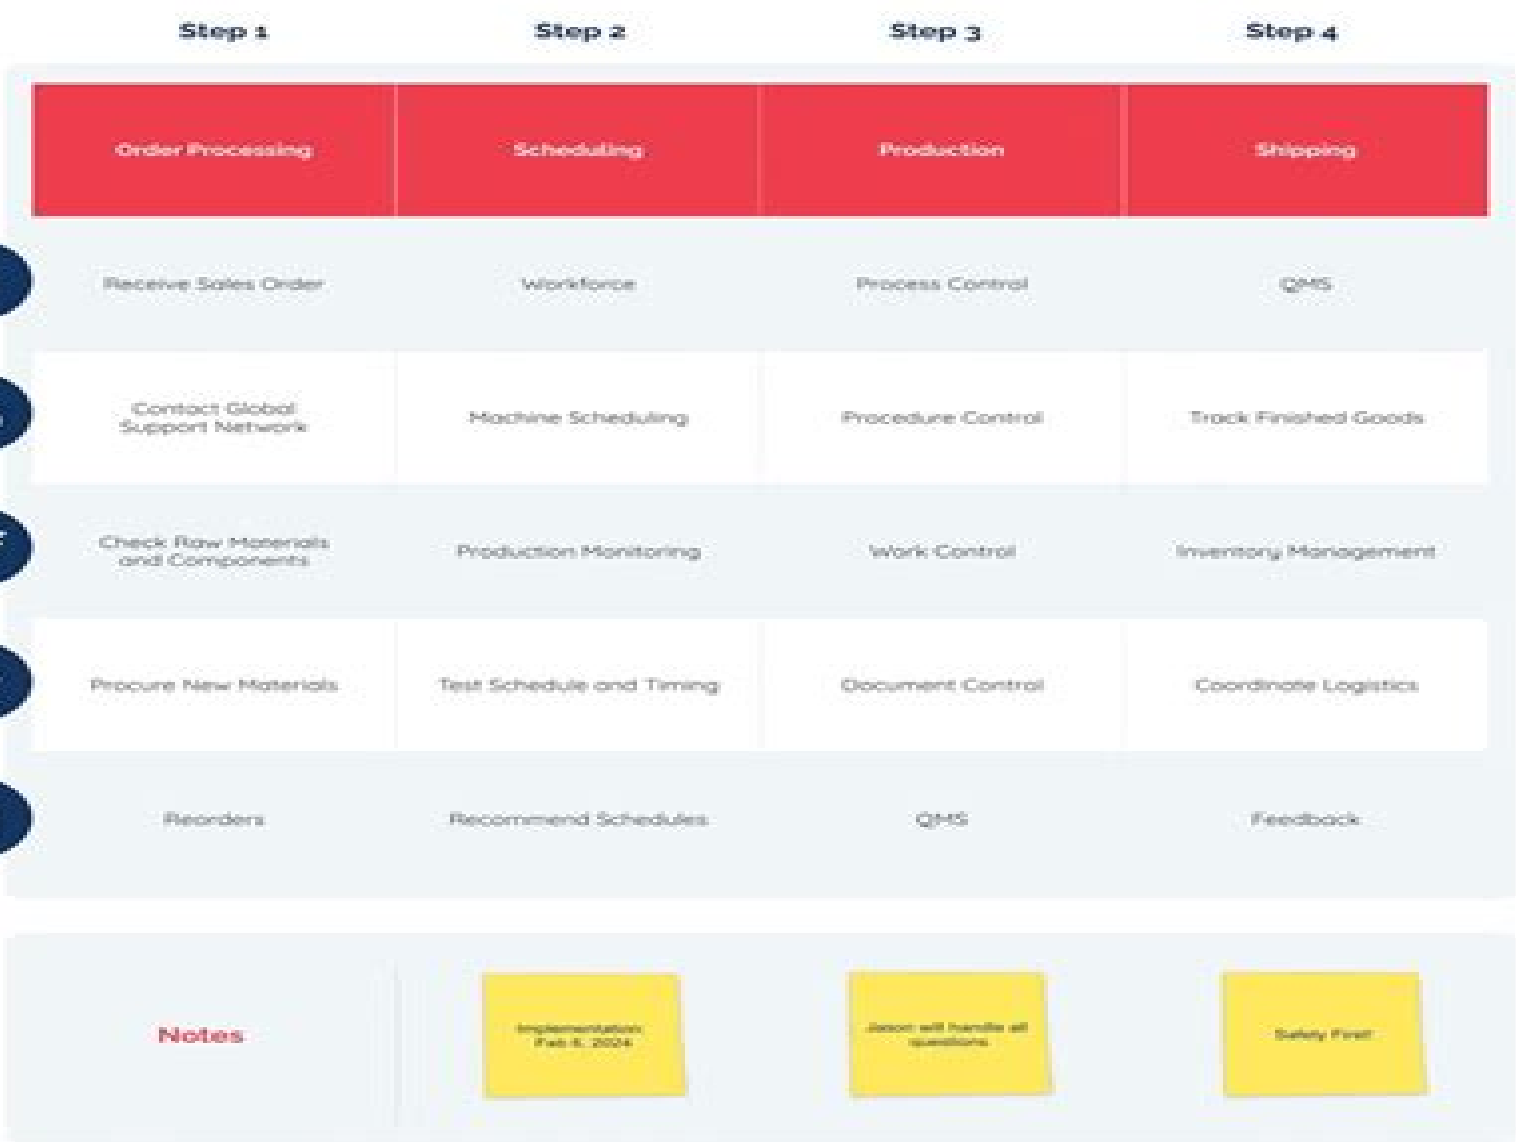 Step 1 Step 2 Step 3 Step 4
Order Processing Scheduling Production Shipping
Receive Sales Order Workforce Process Control QMS
Contact Global
Support Network Machine Scheduling Procedure Control Track Finished Goods
Check Raw Materials
and Components Production Monitoring Work Control Inventory Management
Procure New Materials Test Schedule and Timing Document Control Coordinate Logistics
Reorders Recommend Schedules QMS Feedback
Notes
Implementation:
Feb 6, 2024
Jason will handle all
questions
Safety First!